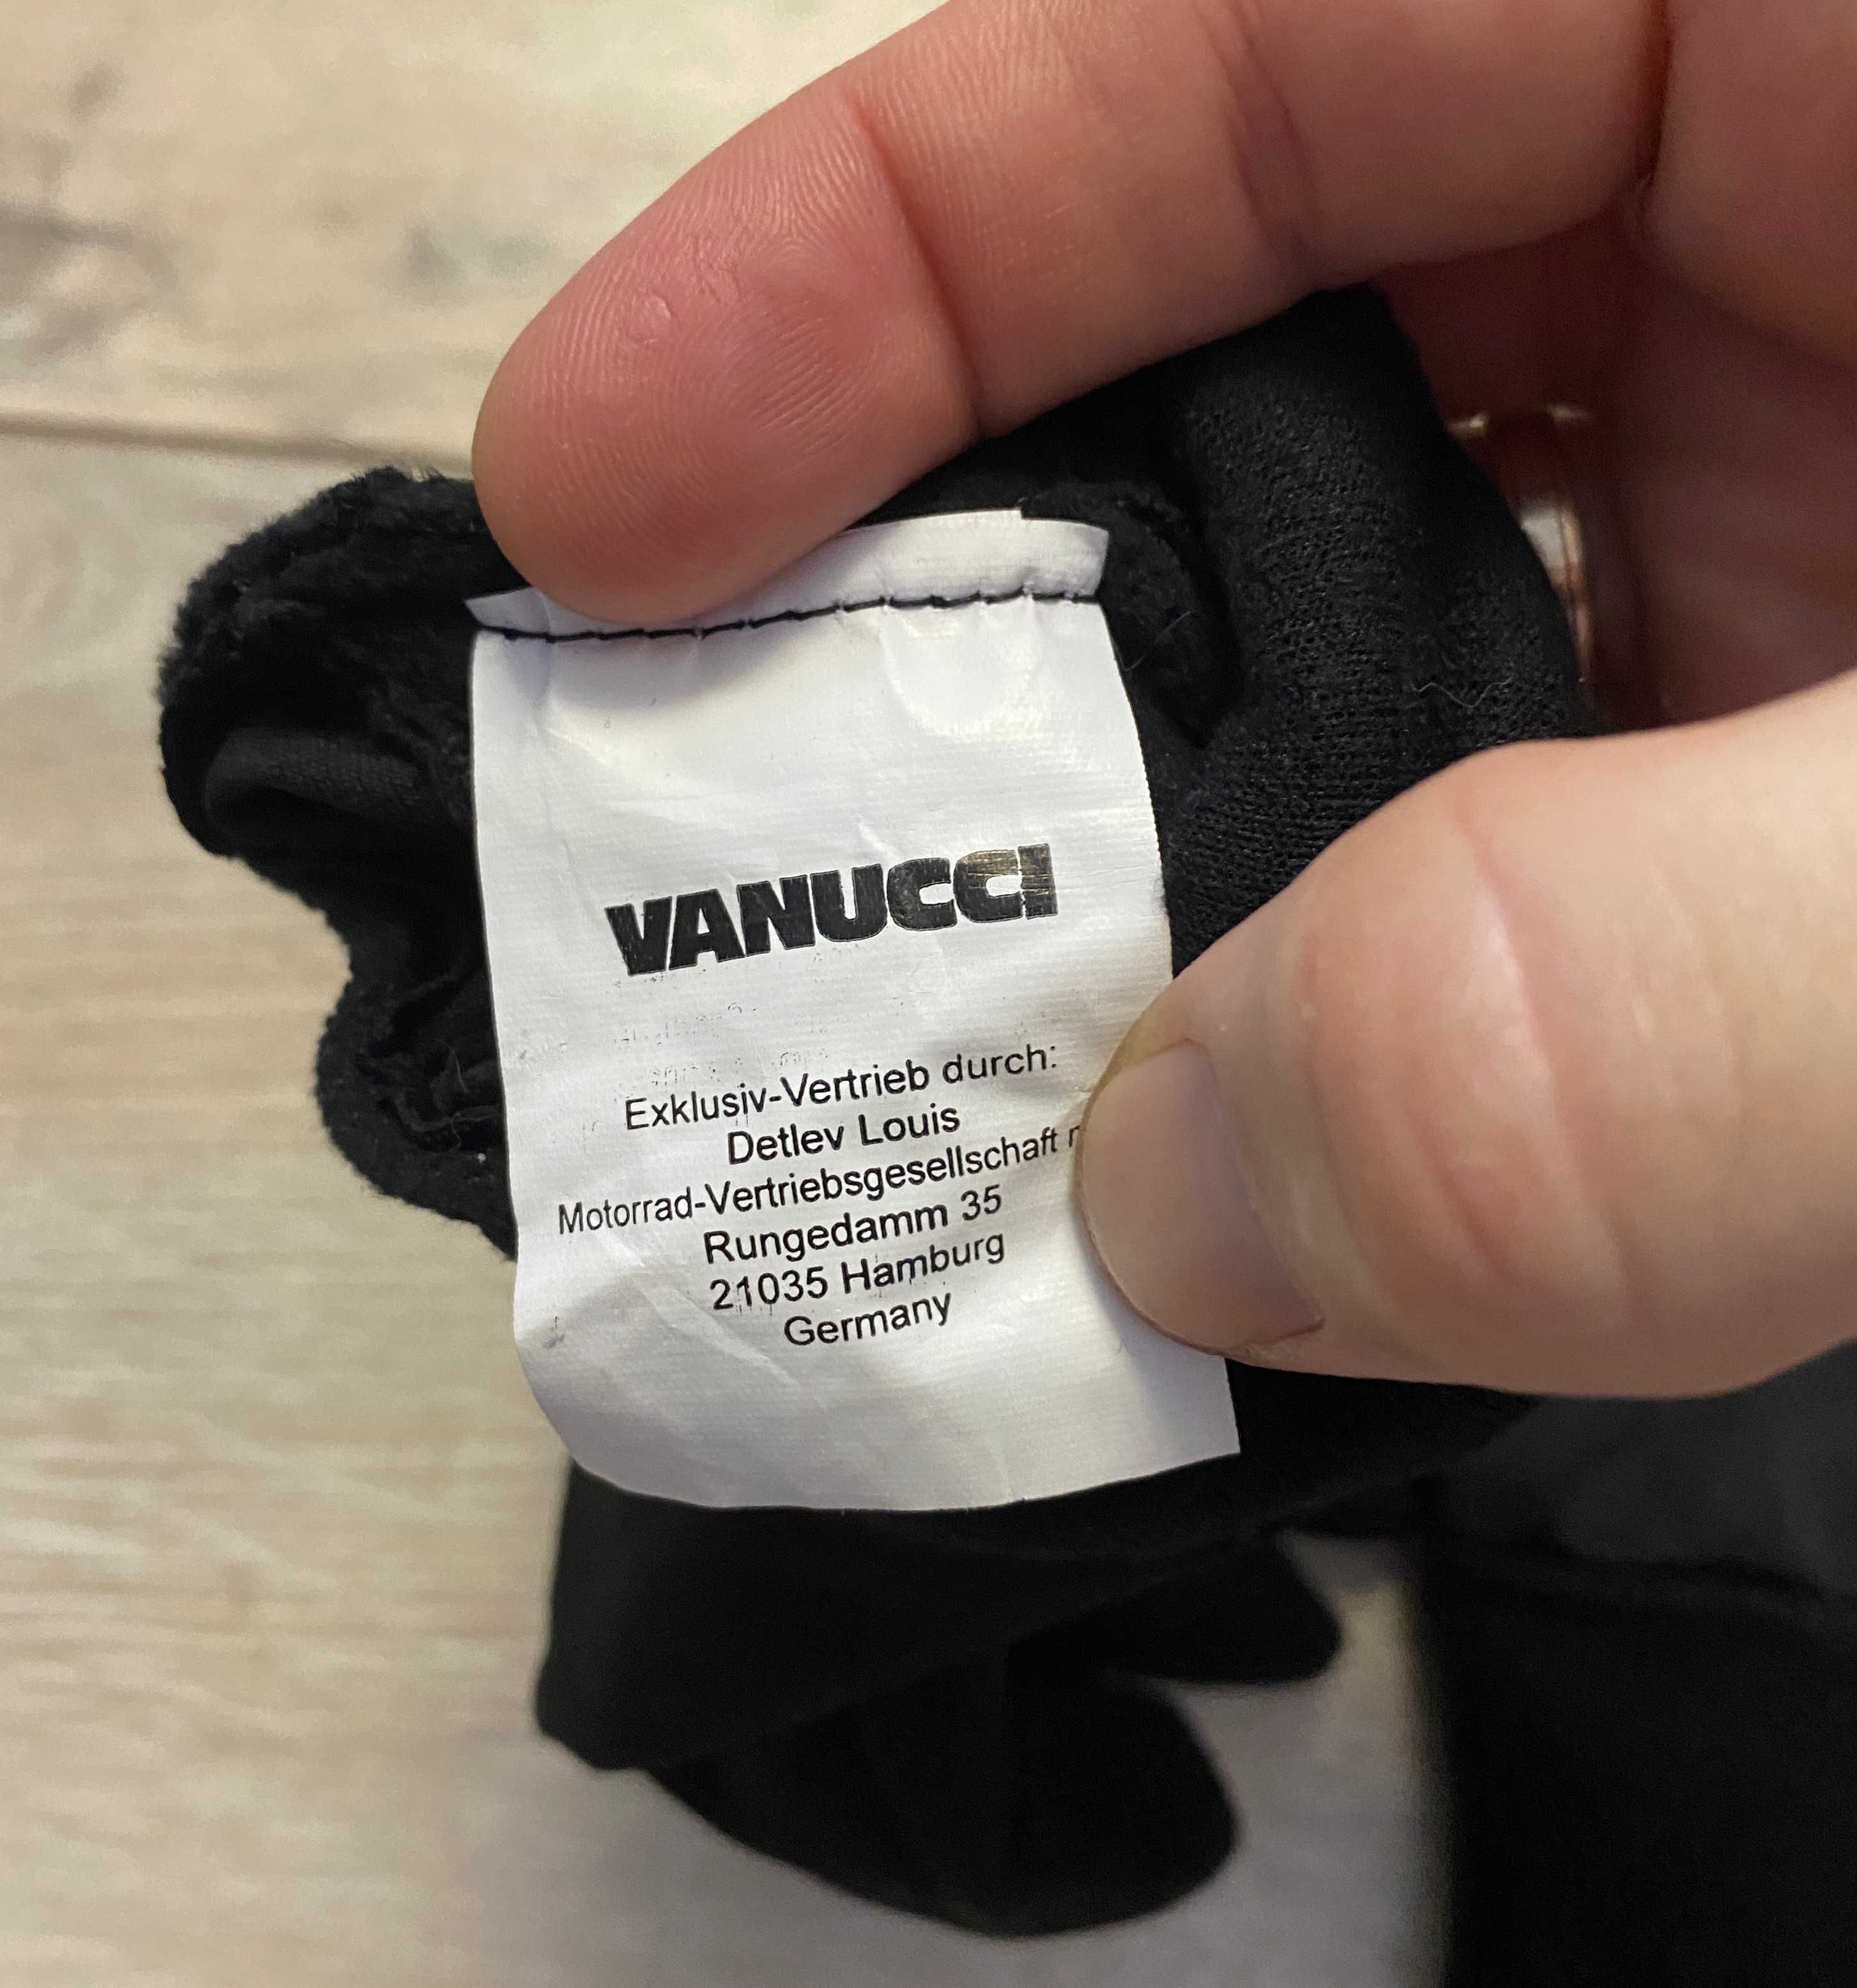 VANUCCI
Exklusiv-Vertrieb durch:
Detlev Louis
Motorrad-Vertriebsgesellschaft
Rungedamm 35
21035 Hamburg
Germany